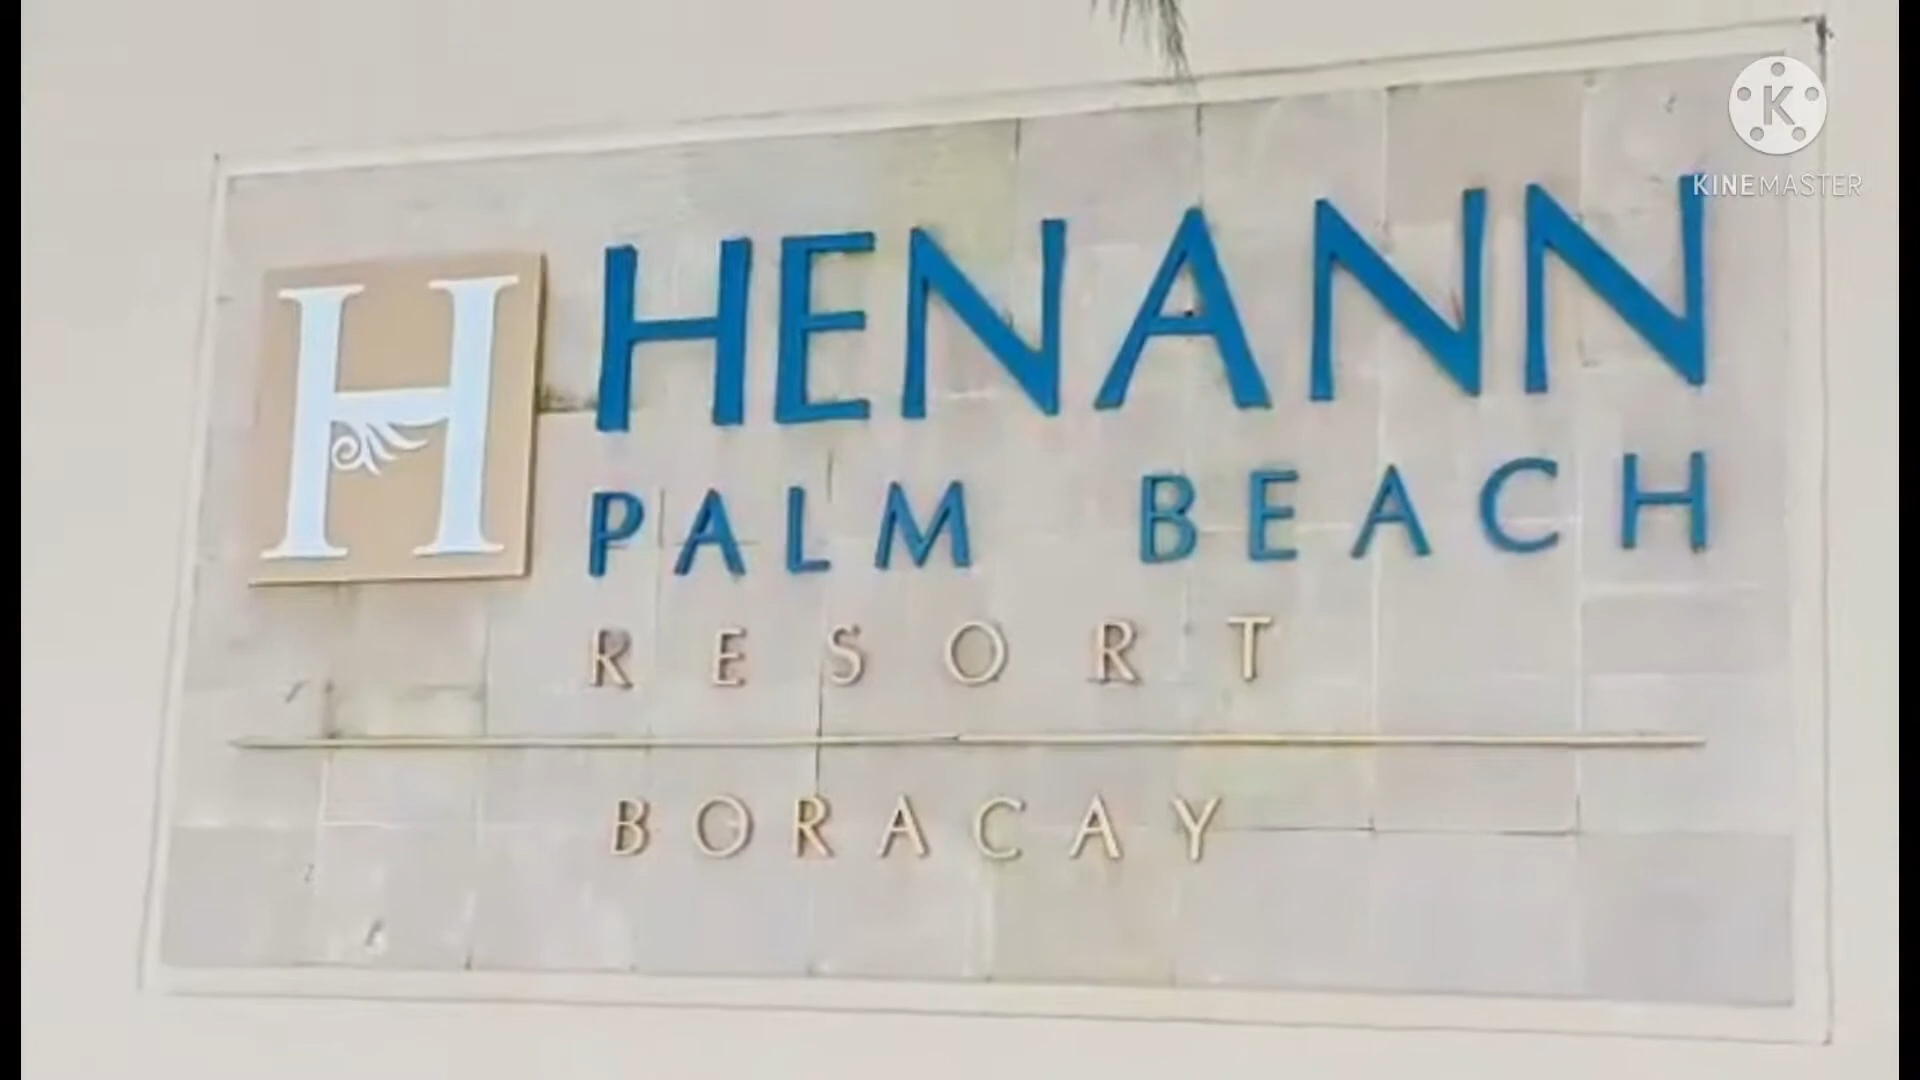 K
KINEMASTER
H HENANN
PALM BEACH
RESORT
BORACAY